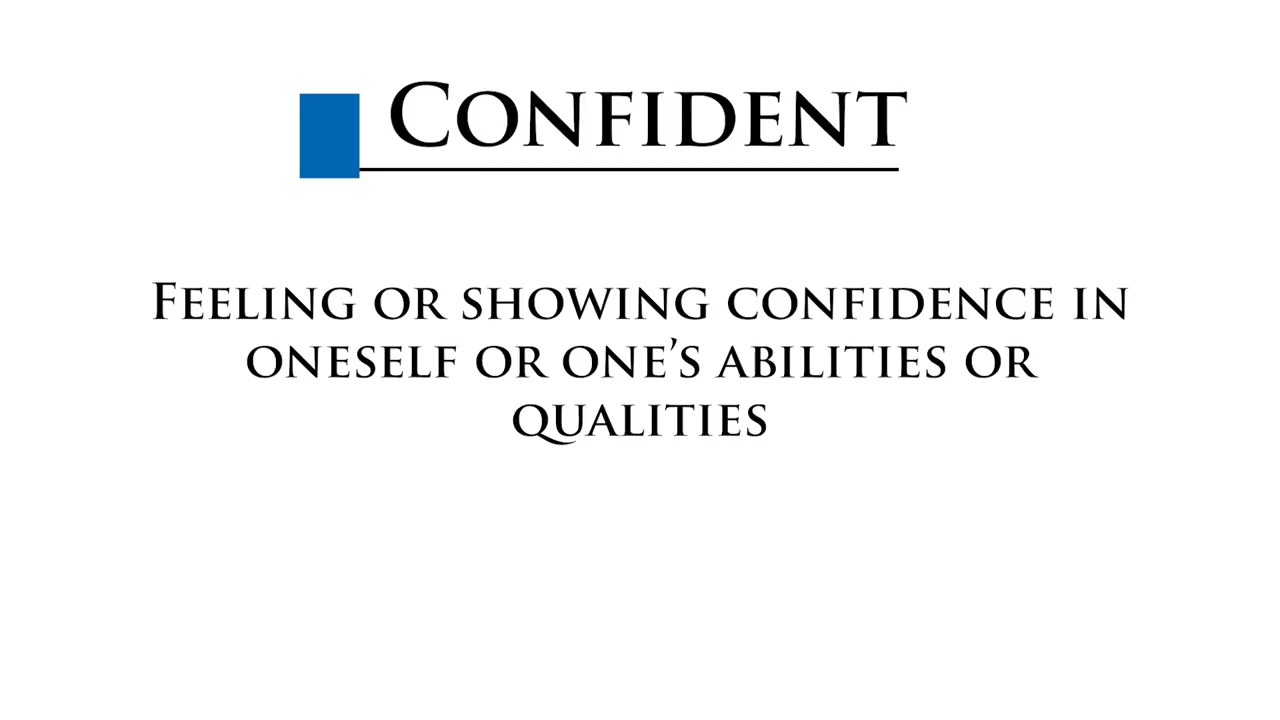 Confident
Feeling or showing confidence in
oneself or one's abilities or
qualities